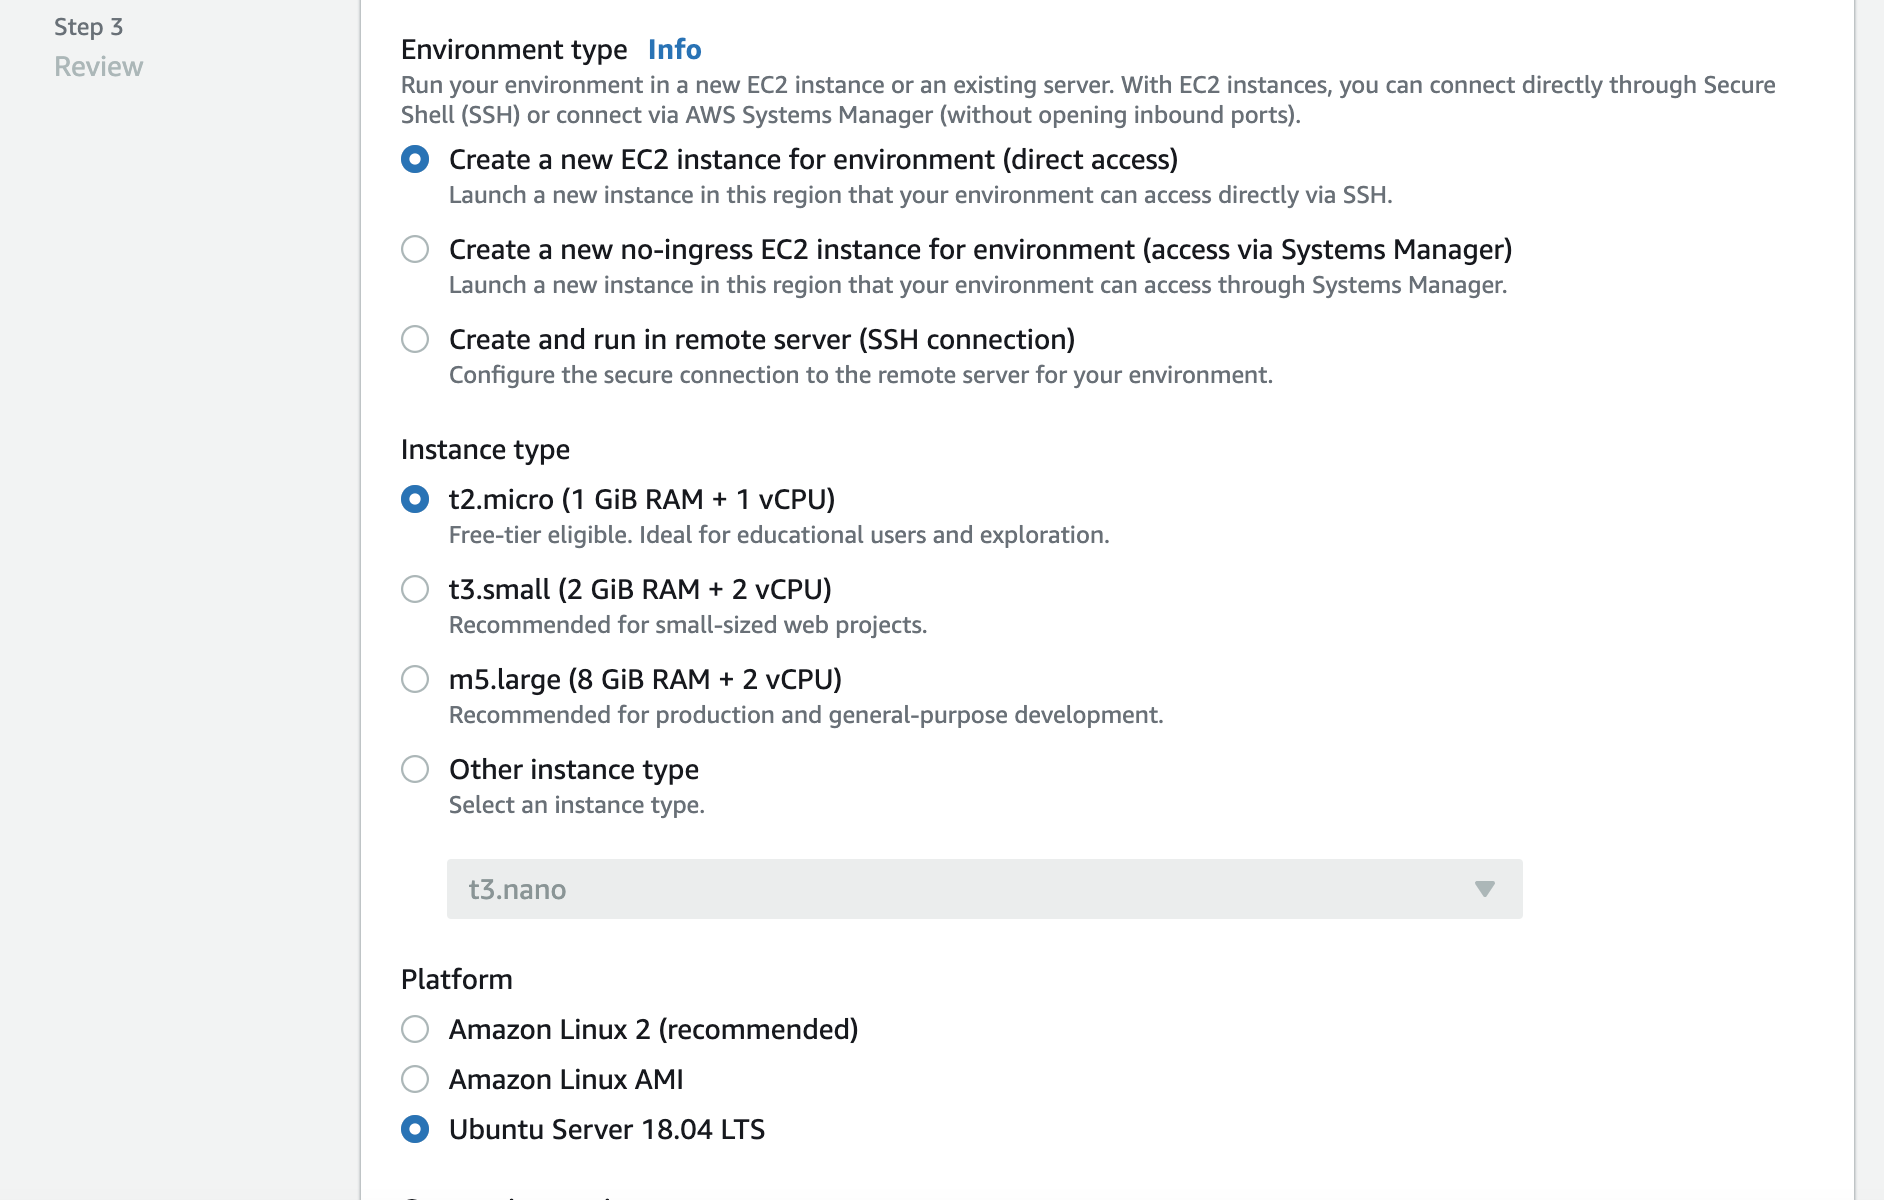 Step 3
Review
Environment type Info
Run your environment in a new EC2 instance or an existing server. With EC2 instances, you can connect directly through Secure
Shell (SSH) or connect via AWS Systems Manager (without opening inbound ports).
Create a new EC2 instance for environment (direct access)
Launch a new instance in this region that your environment can access directly via SSH.
Create a new no-ingress EC2 instance for environment (access via Systems Manager)
Launch a new instance in this region that your environment can access through Systems Manager.
Create and run in remote server (SSH connection)
Configure the secure connection to the remote server for your environment.
Instance type
t2.micro (1 GiB RAM + 1 vCPU)
Free-tier eligible. Ideal for educational users and exploration.
t3.small (2 GiB RAM + 2 vCPU)
Recommended for small-sized web projects.
m5.large (8 GiB RAM + 2 vCPU)
Recommended for production and general-purpose development.
Other instance type
Select an instance type.
t3.nano
Platform
Amazon Linux 2 (recommended)
Amazon Linux AMI
Ubuntu Server 18.04 LTS